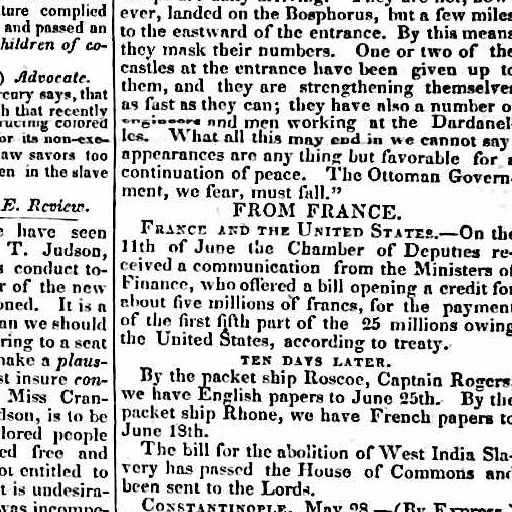 ture complied
and passed an
children of co-
Advocate.
rcury says, that
h that recently
ructing colored
or its non-exe-
aw savors too
en in the slave
E. Review.
e have seen
T. Judson,
s conduct to-
r of the new
oned. It is a
an we should
ring to a seat
make a plaus-
st insure con-
Miss Cran-
dson, is to be
lored people
ed free and
ot entitled to
t is undesira-
was incompe-
ever, landed on the Bosphorus, but a few miles
to the eastward of the entrance. By this means
they mask their numbers. One or two of the
castles at the entrance have been given up to
them, and they are strengthening themselves
as fast as they can; they have also a number of
engineers and men working at the Dardanel-
les. What all this may end in we cannot say
appearances are any thing but favorable for a
continuation of peace. The Ottoman Govern-
ment, we fear, must fall.”
FROM FRANCE.
FRANCE AND THE UNITED STATES.—On the
11th of June the Chamber of Deputies re-
ceived a communication from the Ministers of
Finance, who offered a bill opening a credit for
about five millions of francs, for the payment
of the first fifth part of the 25 millions owing
the United States, according to treaty.
TEN DAYS LATER.
By the packet ship Roscoe, Captain Rogers,
we have English papers to June 25th. By the
packet ship Rhone, we have French papers to
June 18th.
The bill for the abolition of West India Sla-
very has passed the House of Commons and
been sent to the Lords.
CONSTANTINOPLE, May 28.—(By Express